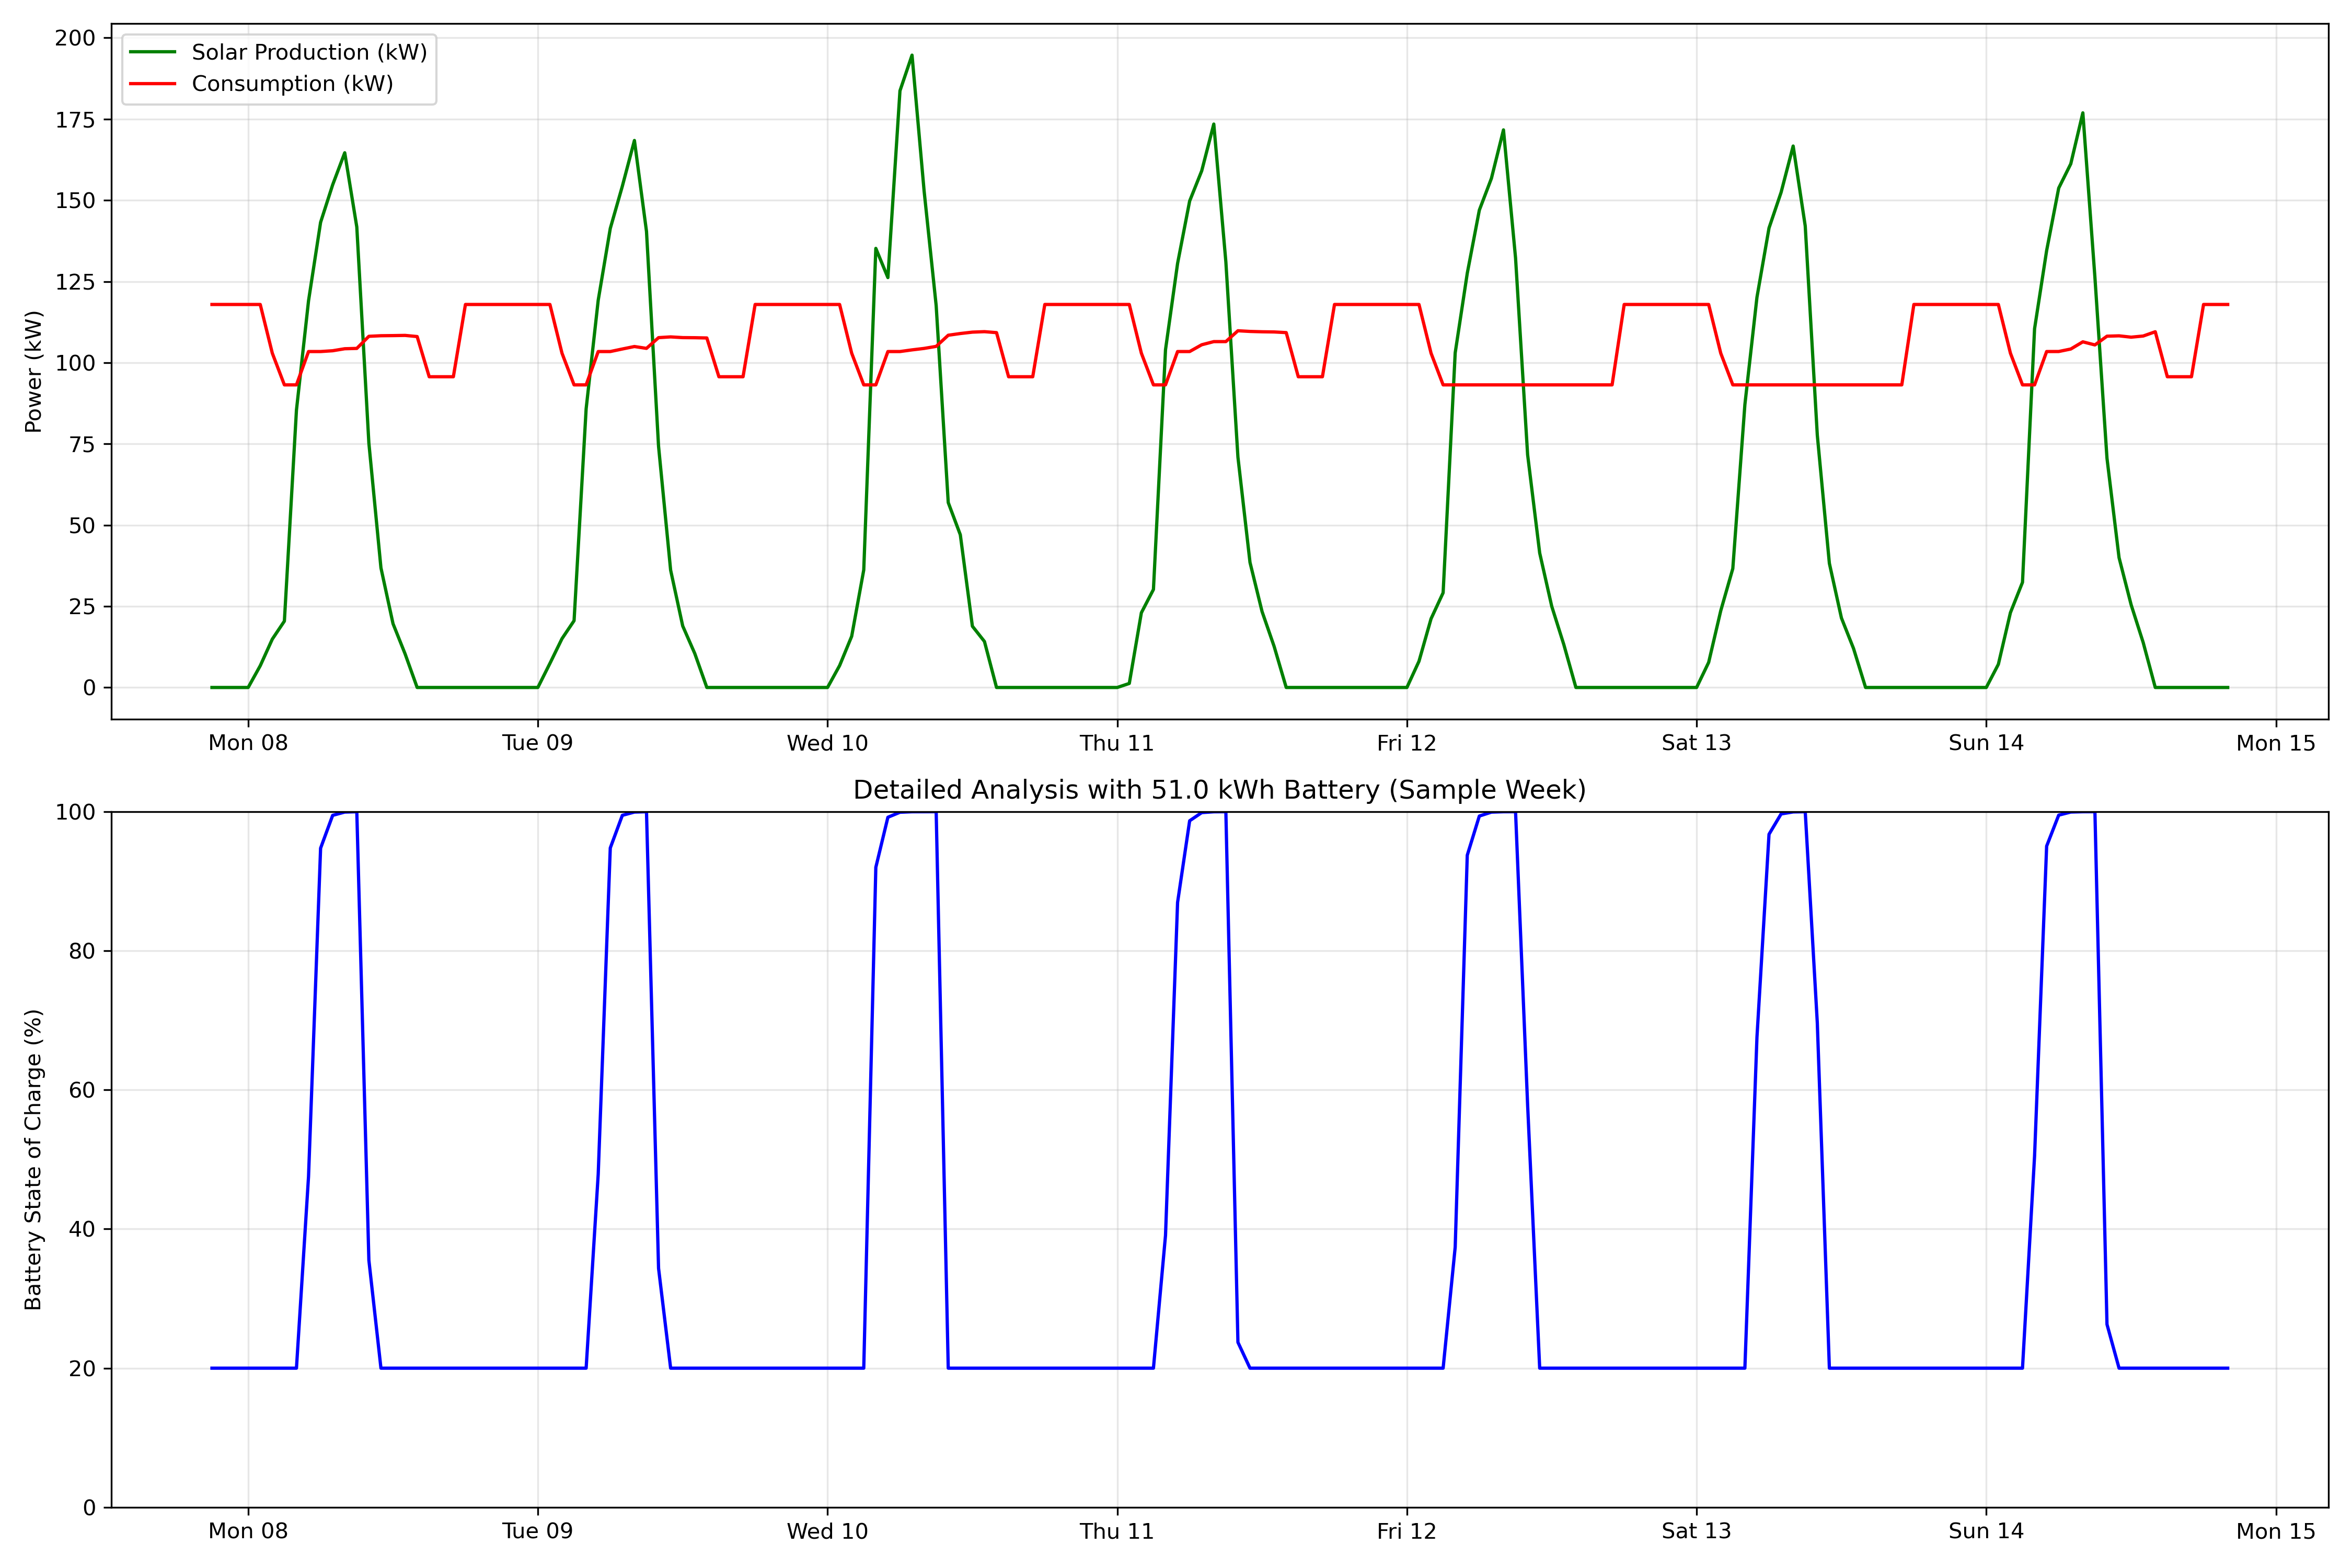 200
175
150
125
100
75
50
25
0
Power (kW)
Solar Production (kW)
Consumption (kW)
Mon 08 Tue 09 Wed 10 Thu 11 Fri 12 Sat 13 Sun 14 Mon 15
Detailed Analysis with 51.0 kWh Battery (Sample Week)
100
80
60
40
20
0
Battery State of Charge (%)
Mon 08 Tue 09 Wed 10 Thu 11 Fri 12 Sat 13 Sun 14 Mon 15